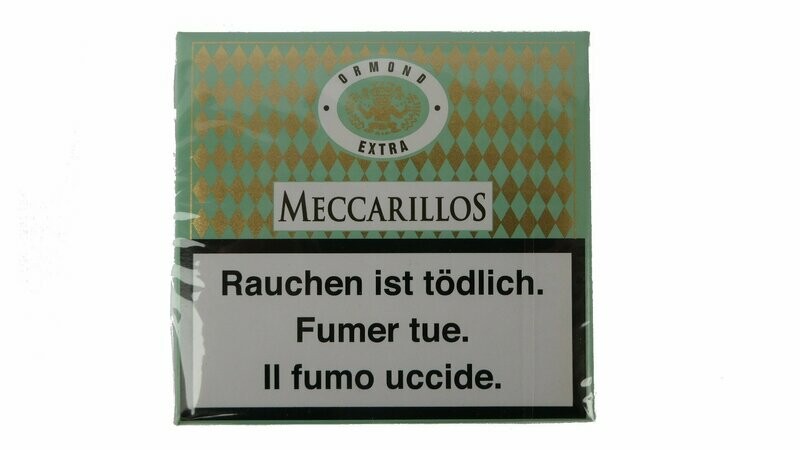 ORMOND
EXTRA
MECCARILLOS
Rauchen ist tödlich.
Fumer tue.
Il fumo uccide.